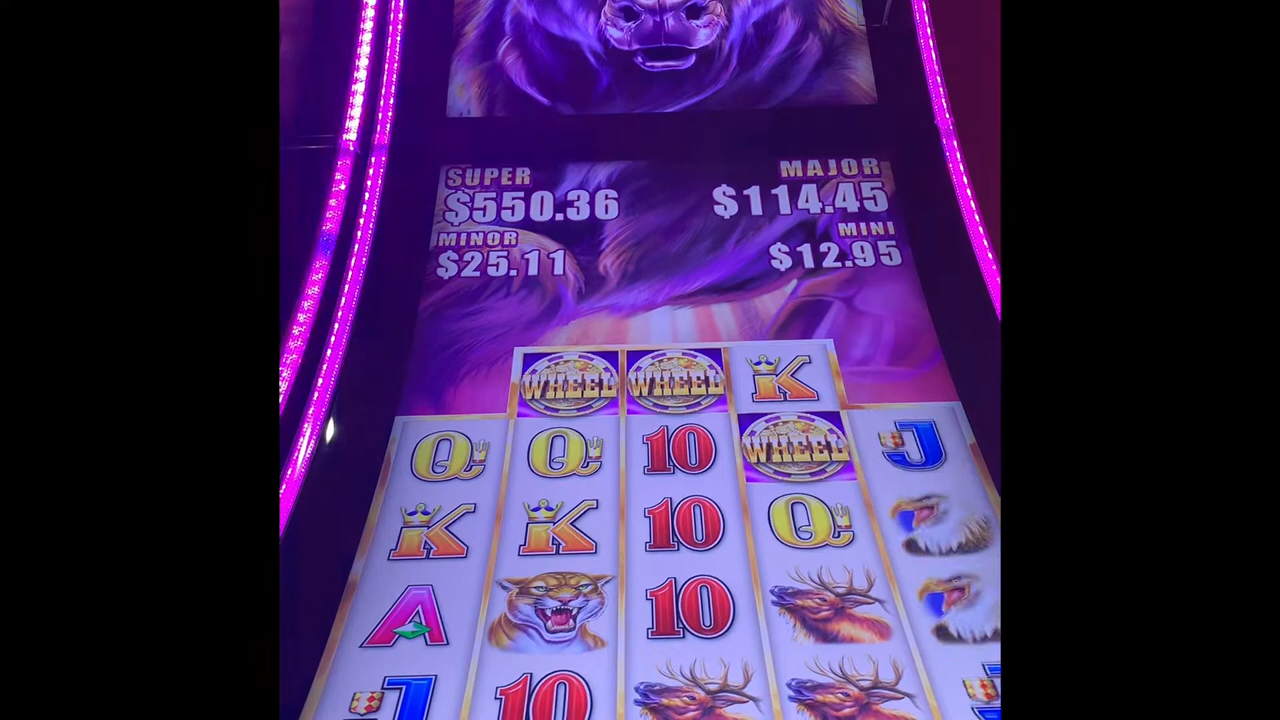 SUPER
$550.36
MAJOR
$114.45
MINOR
$25.11
MINI
$12.95
WHEEL WHEEL K
Q Q 10 WHEEL J
K K 10 Q
A 10
J 10 J